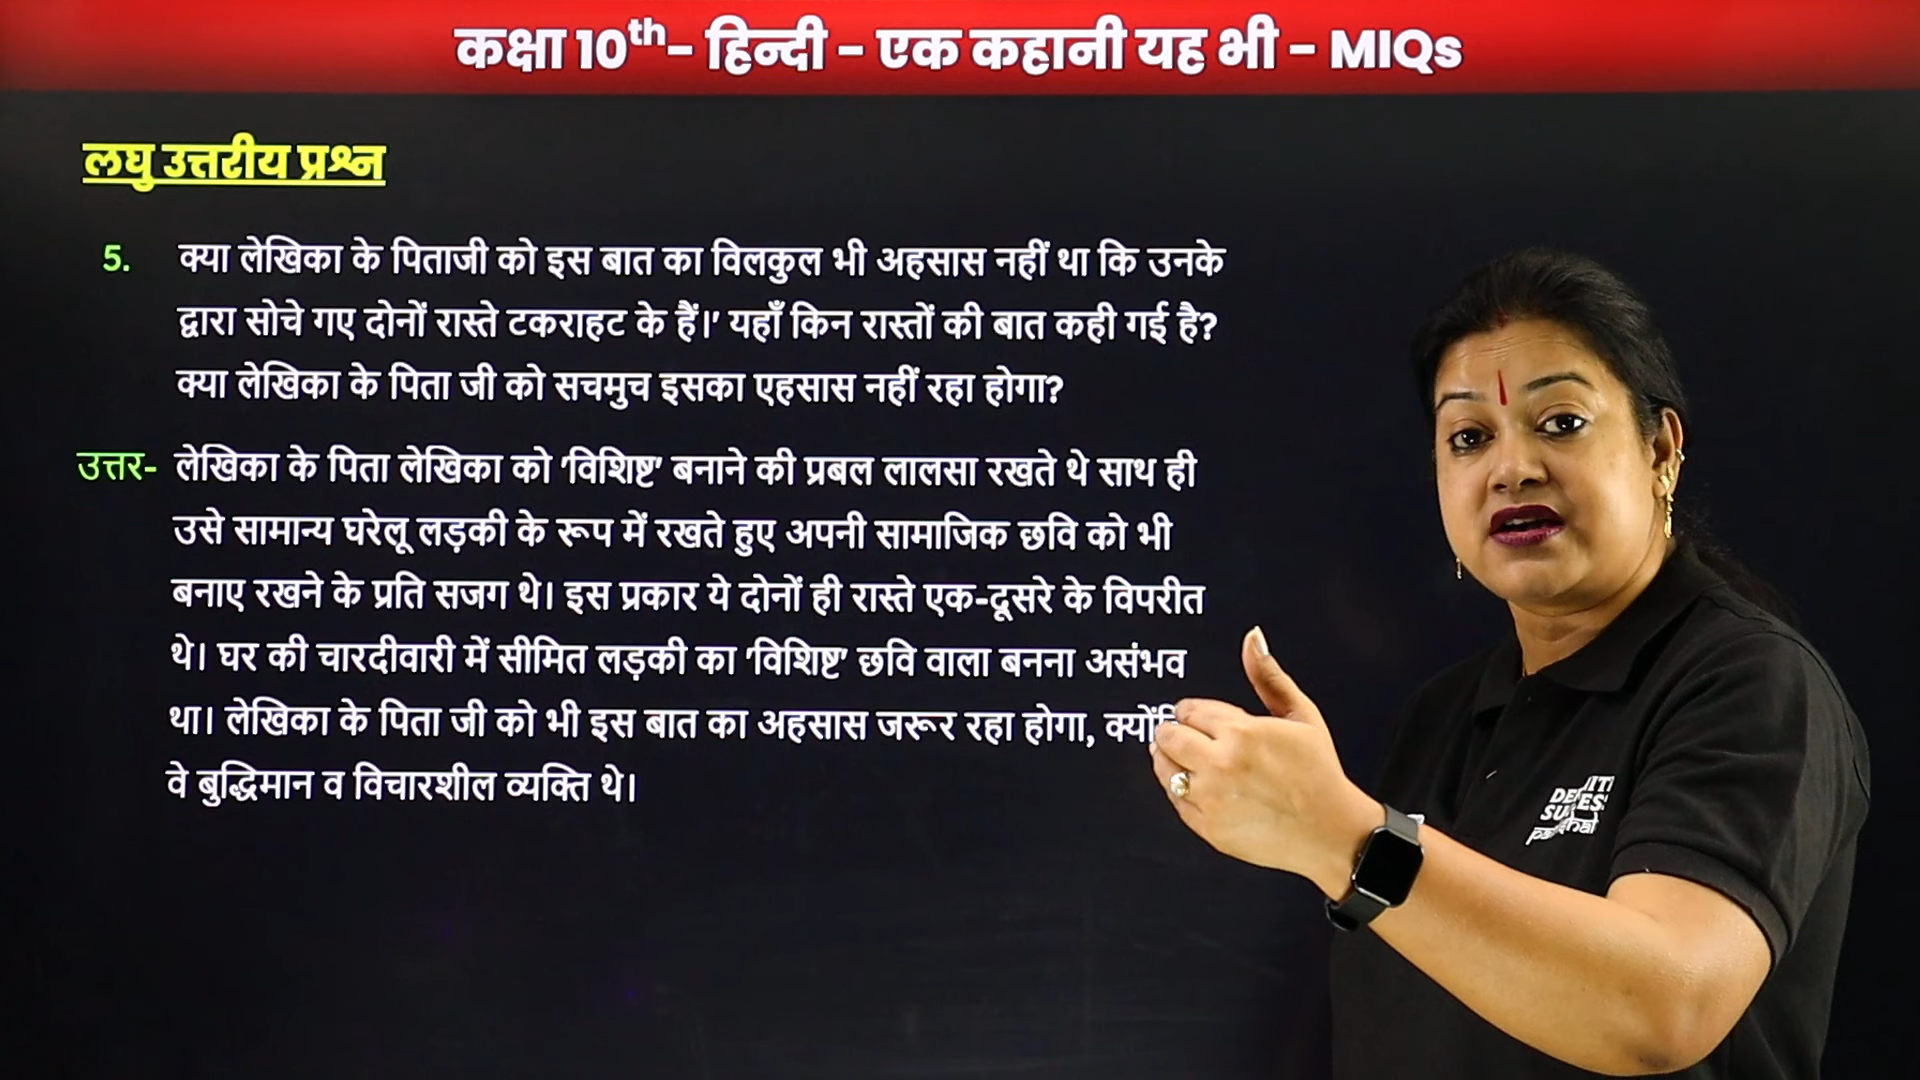 कक्षा 10th- हिन्दी - एक कहानी यह भी - MIQs
लघु उत्तरीय प्रश्न
5. क्या लेखिका के पिताजी को इस बात का विलकुल भी अहसास नहीं था कि उनके
द्वारा सोचे गए दोनों रास्ते टकराहट के हैं।' यहाँ किन रास्तों की बात कही गई है?
क्या लेखिका के पिता जी को सचमुच इसका एहसास नहीं रहा होगा?
उत्तर- लेखिका के पिता लेखिका को 'विशिष्ट' बनाने की प्रबल लालसा रखते थे साथ ही
उसे सामान्य घरेलू लड़की के रूप में रखते हुए अपनी सामाजिक छवि को भी
बनाए रखने के प्रति सजग थे। इस प्रकार ये दोनों ही रास्ते एक-दूसरे के विपरीत
थे। घर की चारदीवारी में सीमित लड़की का 'विशिष्ट' छवि वाला बनना असंभव
था। लेखिका के पिता जी को भी इस बात का अहसास जरूर रहा होगा,
वे बुद्धिमान व विचारशील व्यक्ति थे।